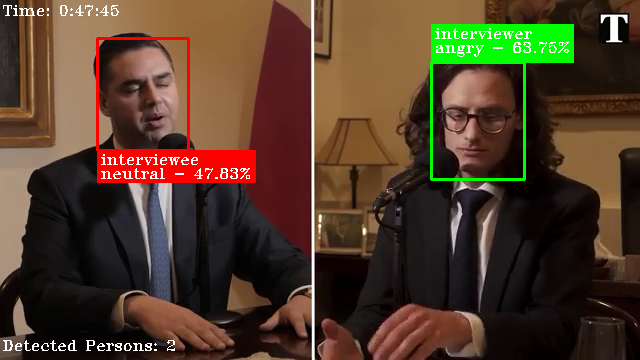 Time: 0:47:45
interviewer
angry - 63.75%
T
interviewee
neutral - 47.83%
Detected Persons: 2